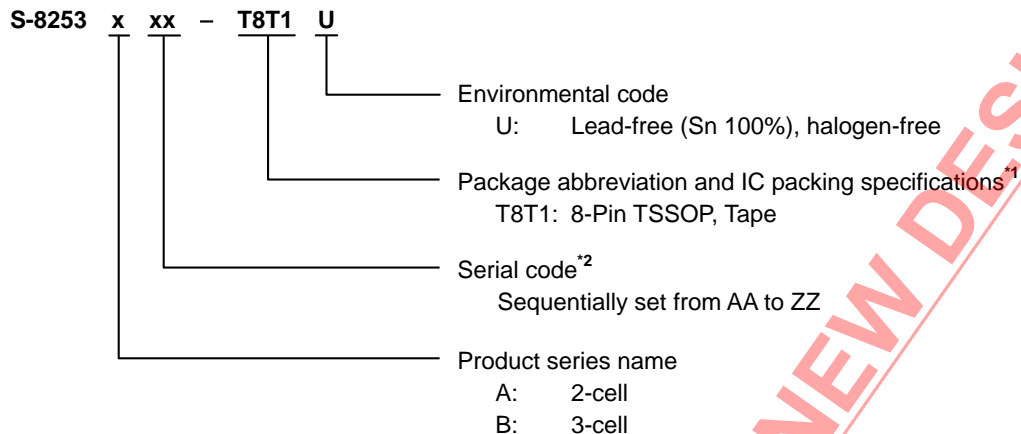 S-8253 x xx – T8T1 U
Environmental code
U: Lead-free (Sn 100%), halogen-free
Package abbreviation and IC packing specifications*1
T8T1: 8-Pin TSSOP, Tape
Serial code*2
Sequentially set from AA to ZZ
Product series name
A: 2-cell
B: 3-cell
NEW DES